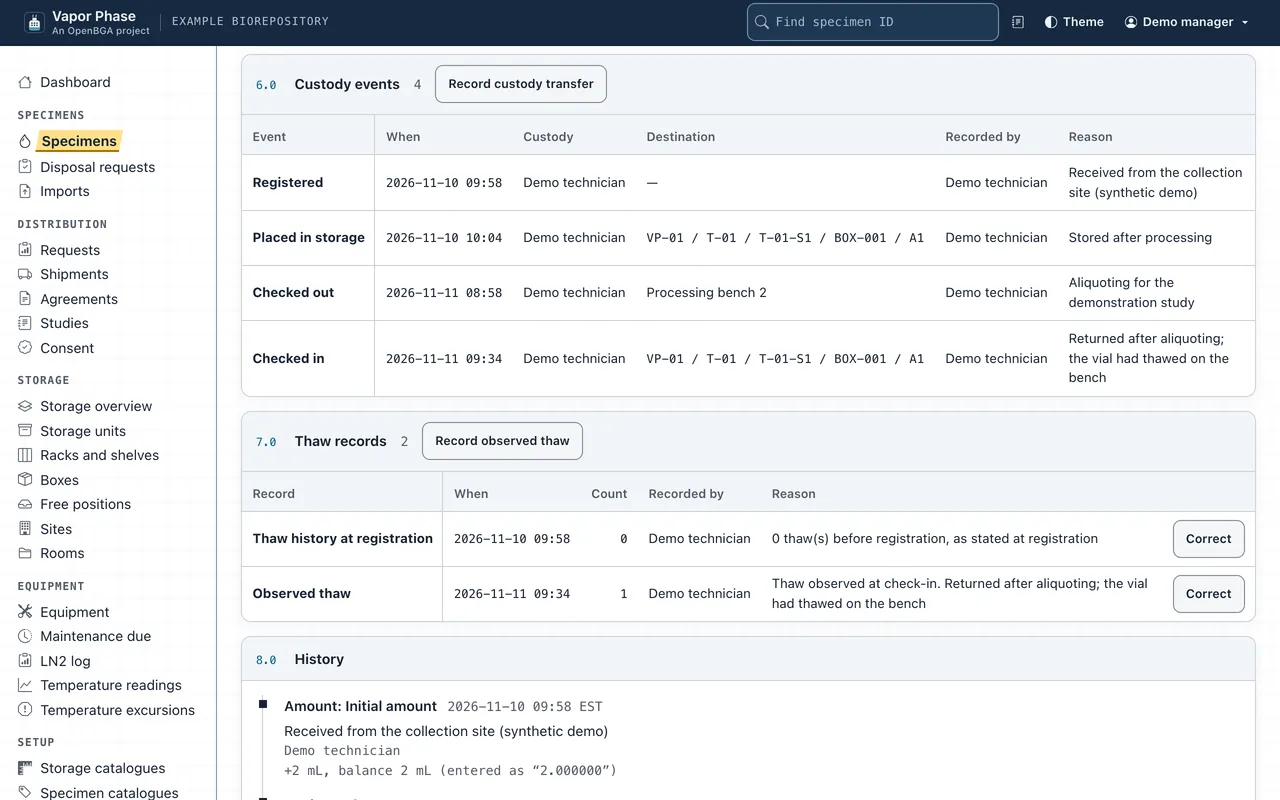 Vapor Phase
An OpenBGA project
EXAMPLE BIOREPOSITORY
Find specimen ID
Theme
Demo manager
Dashboard
SPECIMENS
Specimens
Disposal requests
Imports
DISTRIBUTION
Requests
Shipments
Agreements
Studies
Consent
STORAGE
Storage overview
Storage units
Racks and shelves
Boxes
Free positions
Sites
Rooms
EQUIPMENT
Equipment
Maintenance due
LN2 log
Temperature readings
Temperature excursions
SETUP
Storage catalogues
Specimen catalogues
6.0 Custody events 4 Record custody transfer
Event When Custody Destination Recorded by Reason
Registered 2026-11-10 09:58 Demo technician — Demo technician Received from the collection
site (synthetic demo)
Placed in storage 2026-11-10 10:04 Demo technician VP-01 / T-01 / T-01-S1 / BOX-001 / A1 Demo technician Stored after processing
Checked out 2026-11-11 08:58 Demo technician Processing bench 2 Demo technician Aliquoting for the
demonstration study
Checked in 2026-11-11 09:34 Demo technician VP-01 / T-01 / T-01-S1 / BOX-001 / A1 Demo technician Returned after aliquoting;
the vial had thawed on the
bench
7.0 Thaw records 2 Record observed thaw
Record When Count Recorded by Reason
Thaw history at registration 2026-11-10 09:58 0 Demo technician 0 thaw(s) before registration, as stated at registration Correct
Observed thaw 2026-11-11 09:34 1 Demo technician Thaw observed at check-in. Returned after aliquoting; the vial
had thawed on the bench Correct
8.0 History
Amount: Initial amount 2026-11-10 09:58 EST
Received from the collection site (synthetic demo)
Demo technician
+2 mL, balance 2 mL (entered as “2.000000”)